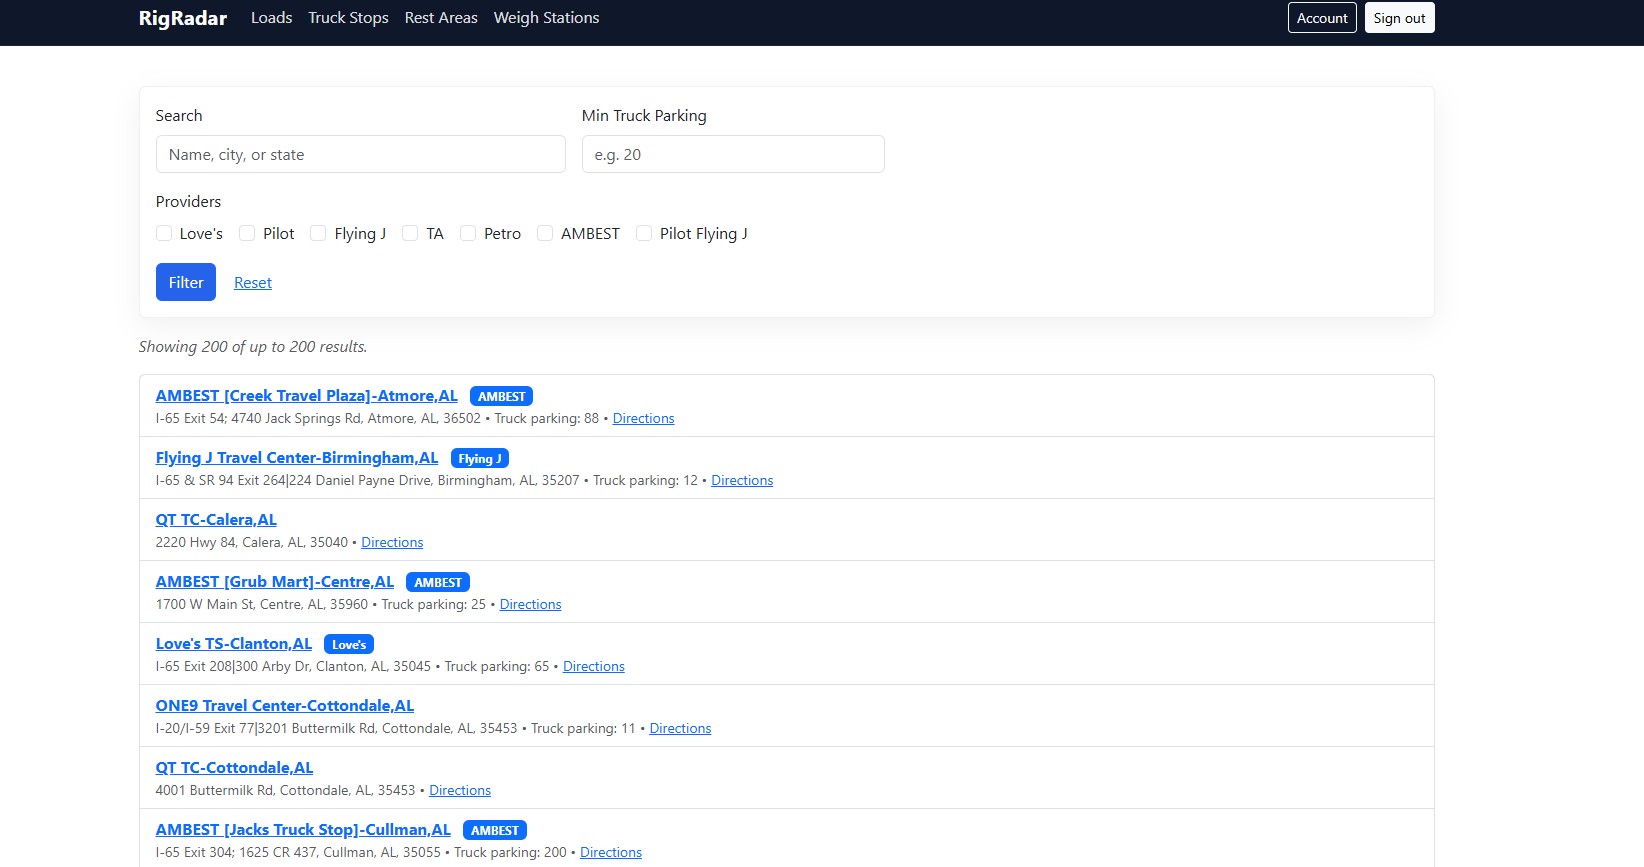 RigRadar Loads Truck Stops Rest Areas Weigh Stations Account Sign out
Search Min Truck Parking
Name, city, or state e.g. 20
Providers
Love's Pilot Flying J TA Petro AMBEST Pilot Flying J
Filter Reset
Showing 200 of up to 200 results.
AMBEST [Creek Travel Plaza]-Atmore,AL AMBEST
I-65 Exit 54; 4740 Jack Springs Rd, Atmore, AL, 36502 • Truck parking: 88 • Directions
Flying J Travel Center-Birmingham,AL Flying J
I-65 & SR 94 Exit 264|224 Daniel Payne Drive, Birmingham, AL, 35207 • Truck parking: 12 • Directions
QT TC-Calera,AL
2220 Hwy 84, Calera, AL, 35040 • Directions
AMBEST [Grub Mart]-Centre,AL AMBEST
1700 W Main St, Centre, AL, 35960 • Truck parking: 25 • Directions
Love's TS-Clanton,AL Love's
I-65 Exit 208|300 Arby Dr, Clanton, AL, 35045 • Truck parking: 65 • Directions
ONE9 Travel Center-Cottondale,AL
I-20/I-59 Exit 77|3201 Buttermilk Rd, Cottondale, AL, 35453 • Truck parking: 11 • Directions
QT TC-Cottondale,AL
4001 Buttermilk Rd, Cottondale, AL, 35453 • Directions
AMBEST [Jacks Truck Stop]-Cullman,AL AMBEST
I-65 Exit 304; 1625 CR 437, Cullman, AL, 35055 • Truck parking: 200 • Directions